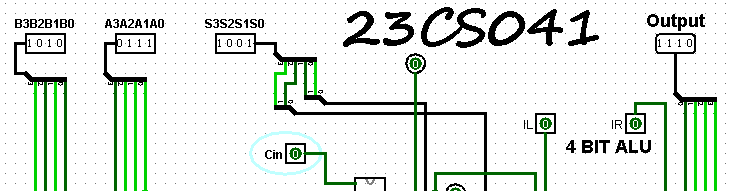 B3B2B1B0 A3A2A1A0 S3S2S1S0 23CS041 Output
1010 0111 1001 1110
0
IL 0 IR 0
4 BIT ALU
Cin 0